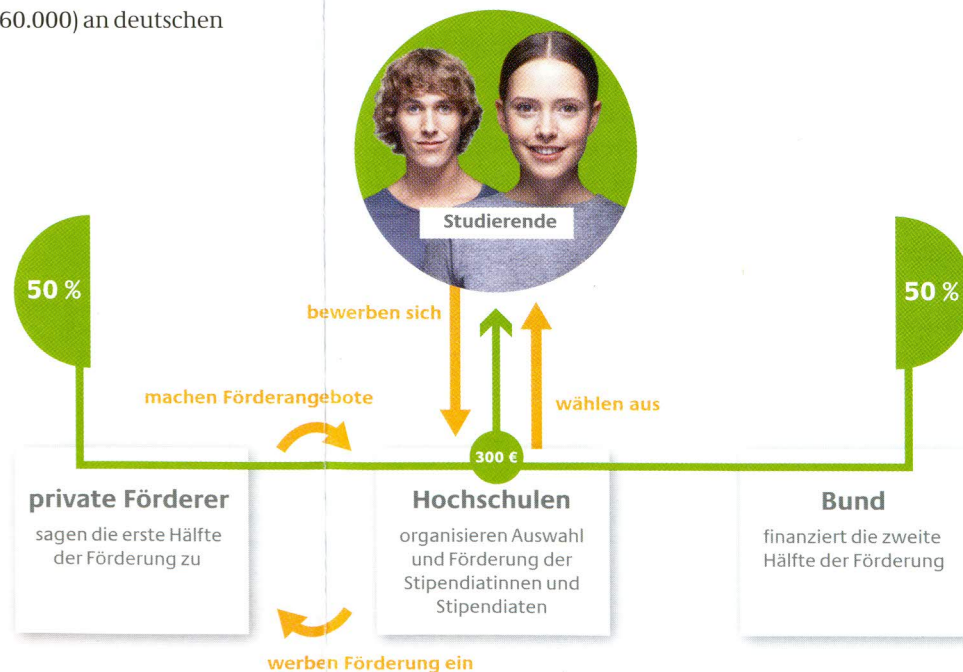 60.000) an deutschen
Studierende
50 %
50 %
bewerben sich
machen Förderangebote
wählen aus
300 €
private Förderer
sagen die erste Hälfte
der Förderung zu
Hochschulen
organisieren Auswahl
und Förderung der
Stipendiatinnen und
Stipendiaten
Bund
finanziert die zweite
Hälfte der Förderung
werben Förderung ein